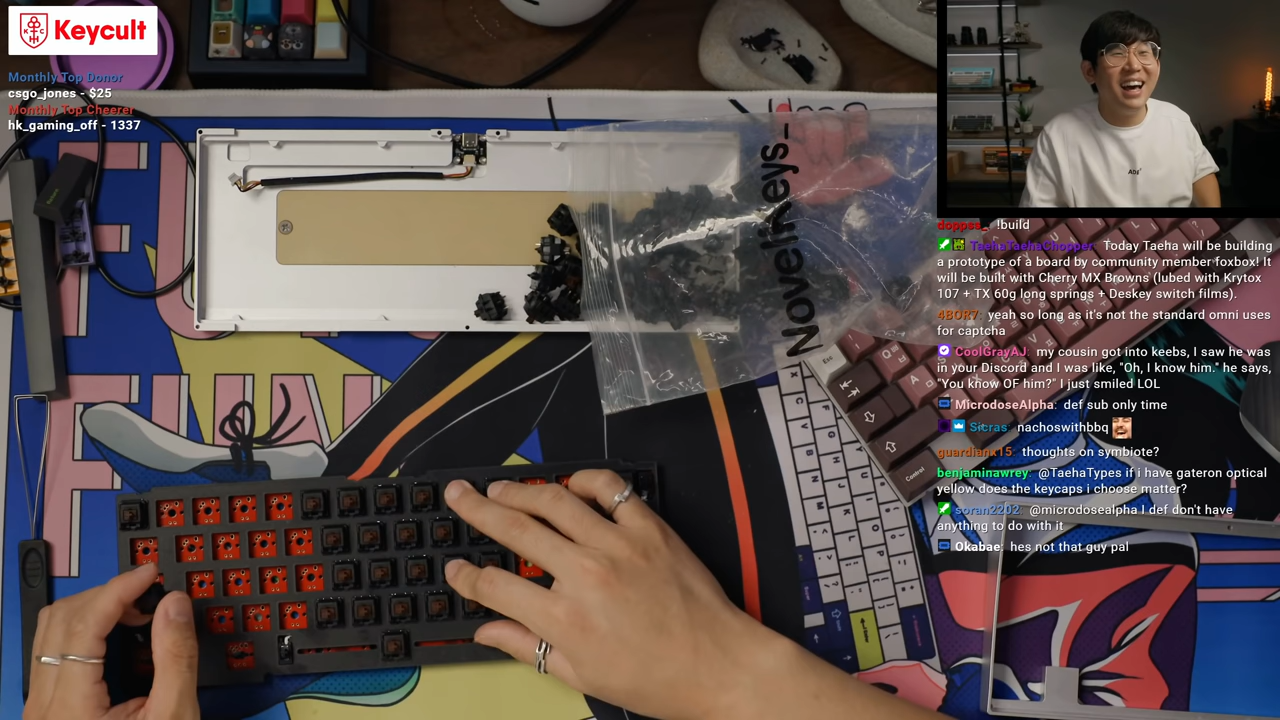 Keycult
Monthly Top Donor
csgo_jones - $25
Monthly Top Cheerer
hk_gaming_off - 1337
NovelKeys_
doppse_ !build
TaehaTaehaChopper: Today Taeha will be building
a prototype of a board by community member foxbox! It
will be built with Cherry MX Browns (lubed with Krytox
107 + TX 60g long springs + Deskey switch films).
4BOR7: yeah so long as it's not the standard omni uses
for captcha
CoolGrayAJ: my cousin got into keebs, I saw he was
in your Discord and I was like, "Oh, I know him." he says,
"You know OF him?" I just smiled LOL
MicrodoseAlpha: def sub only time
Sicras: nachoswithbbq
guardianx15: thoughts on symbiote?
benjaminawrey: @TaehaTypes if i have gateron optical
yellow does the keycaps i choose matter?
soran2202: @microdosealpha I def don't have
anything to do with it
Okabae: hes not that guy pal
Esc
Control